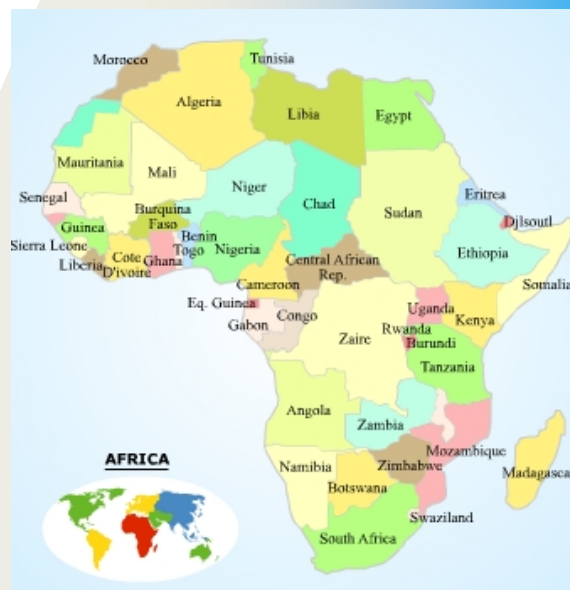 Morocco
Tunisia
Algeria
Libia
Egypt
Mauritania
Mali
Niger
Chad
Sudan
Eritrea
Senegal
Burquina
Faso
Djlsoutl
Guinea
Benin
Togo
Nigeria
Ethiopia
Sierra Leone
Cote
D'ivoire
Ghana
Liberia
Central African
Rep.
Cameroon
Somalia
Eq. Guinea
Congo
Uganda
Kenya
Gabon
Rwanda
Zaire
Burundi
Tanzania
Angola
Zambia
Mozambique
AFRICA
Namibia
Zimbabwe
Madagasca
Botswana
Swaziland
South Africa